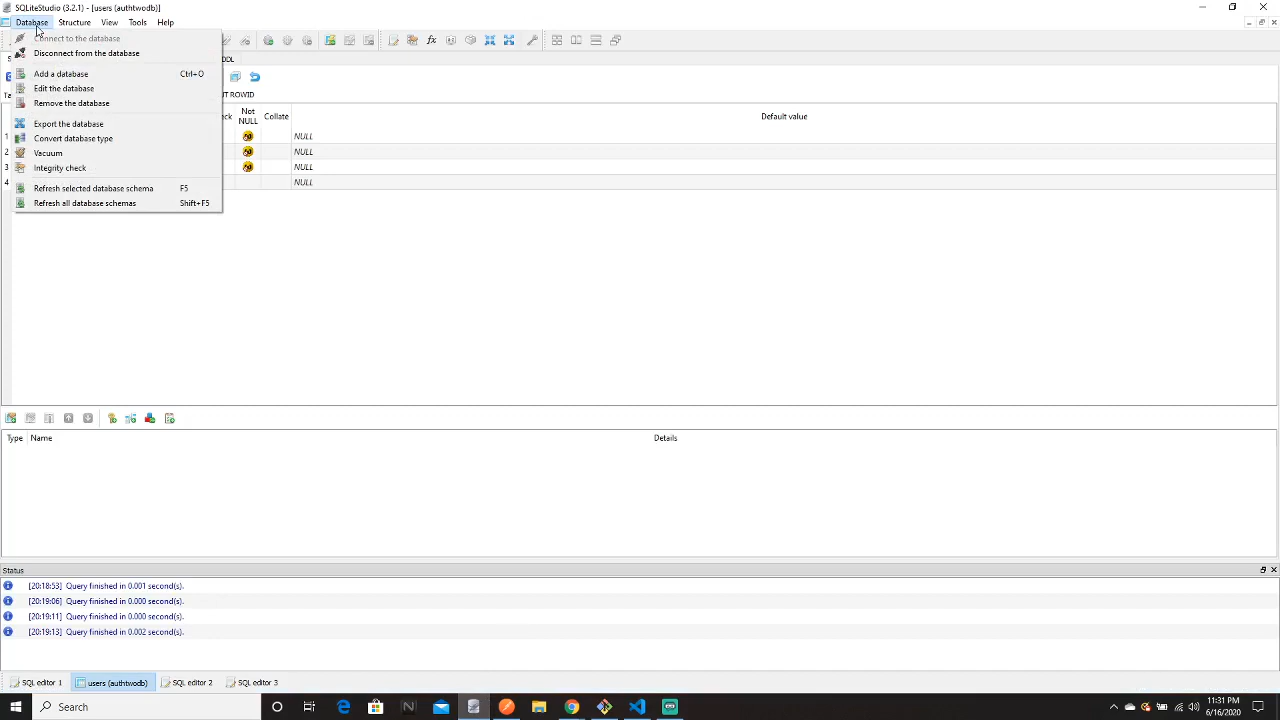 SQLiteStudio (3.2.1) - [users (authtwodb)]
Database Structure View Tools Help
Connect to the database
Disconnect from the database
Add a database Ctrl+O
Edit the database
Remove the database
Export the database
Convert database type
Vacuum
Integrity check
Refresh selected database schema F5
Refresh all database schemas Shift+F5
ROWID
Not NULL Collate Default value
1 NULL
2 NULL
3 NULL
4 NULL
Type Name Details
Status
[20:18:53] Query finished in 0.001 second(s).
[20:19:06] Query finished in 0.000 second(s).
[20:19:11] Query finished in 0.000 second(s).
[20:19:13] Query finished in 0.002 second(s).
SQL editor 1 users (authtwodb) SQL editor 2 SQL editor 3
Search
11:31 PM
6/16/2020